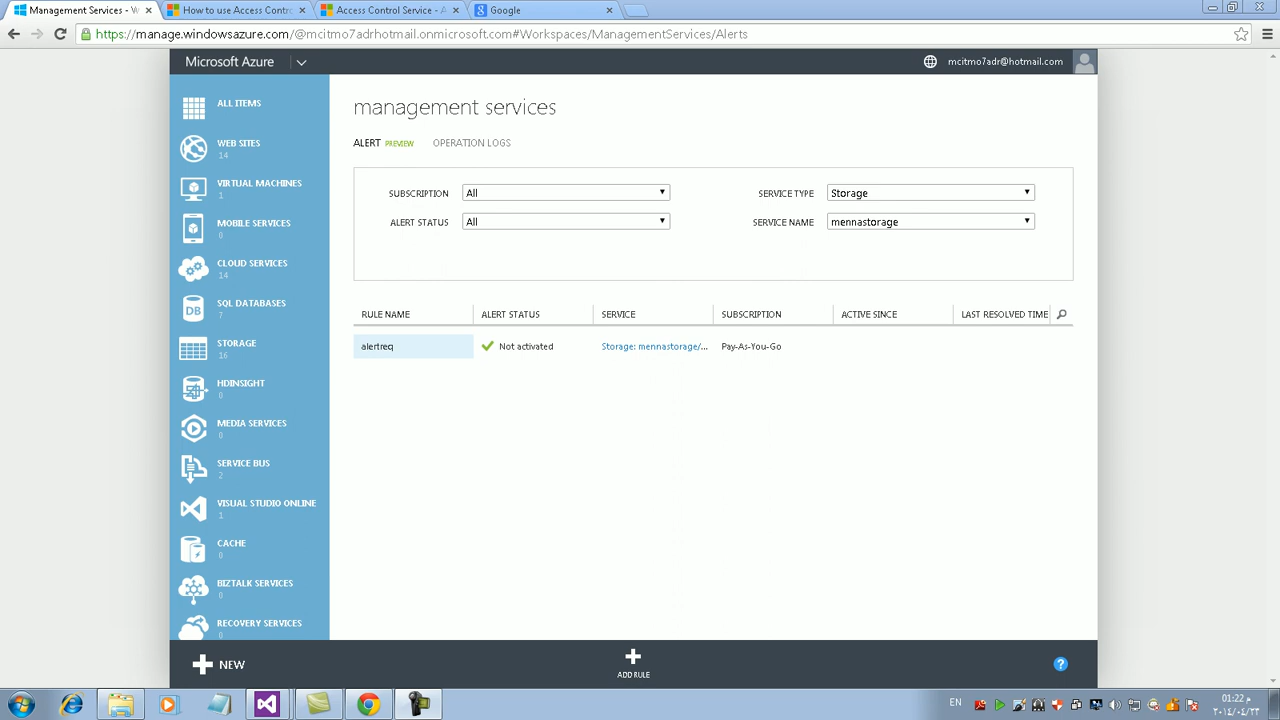 Management Services - W
How to use Access Contro
Access Control Service - A
Google
https://manage.windowsazure.com/@mcitmo7adrhotmail.onmicrosoft.com#Workspaces/ManagementServices/Alerts
Microsoft Azure
mcitmo7adr@hotmail.com
ALL ITEMS
WEB SITES
14
VIRTUAL MACHINES
1
MOBILE SERVICES
0
CLOUD SERVICES
14
SQL DATABASES
7
DB
STORAGE
16
HDINSIGHT
0
MEDIA SERVICES
0
SERVICE BUS
2
VISUAL STUDIO ONLINE
1
CACHE
0
BIZTALK SERVICES
0
RECOVERY SERVICES
0
management services
ALERT PREVIEW OPERATION LOGS
SUBSCRIPTION All SERVICE TYPE Storage
ALERT STATUS All SERVICE NAME mennastorage
RULE NAME ALERT STATUS SERVICE SUBSCRIPTION ACTIVE SINCE LAST RESOLVED TIME
alertreq Not activated Storage: mennastorage/... Pay-As-You-Go
NEW
ADD RULE
?
EN
01:22 م
٢٠١٤/٠٤/٢٣